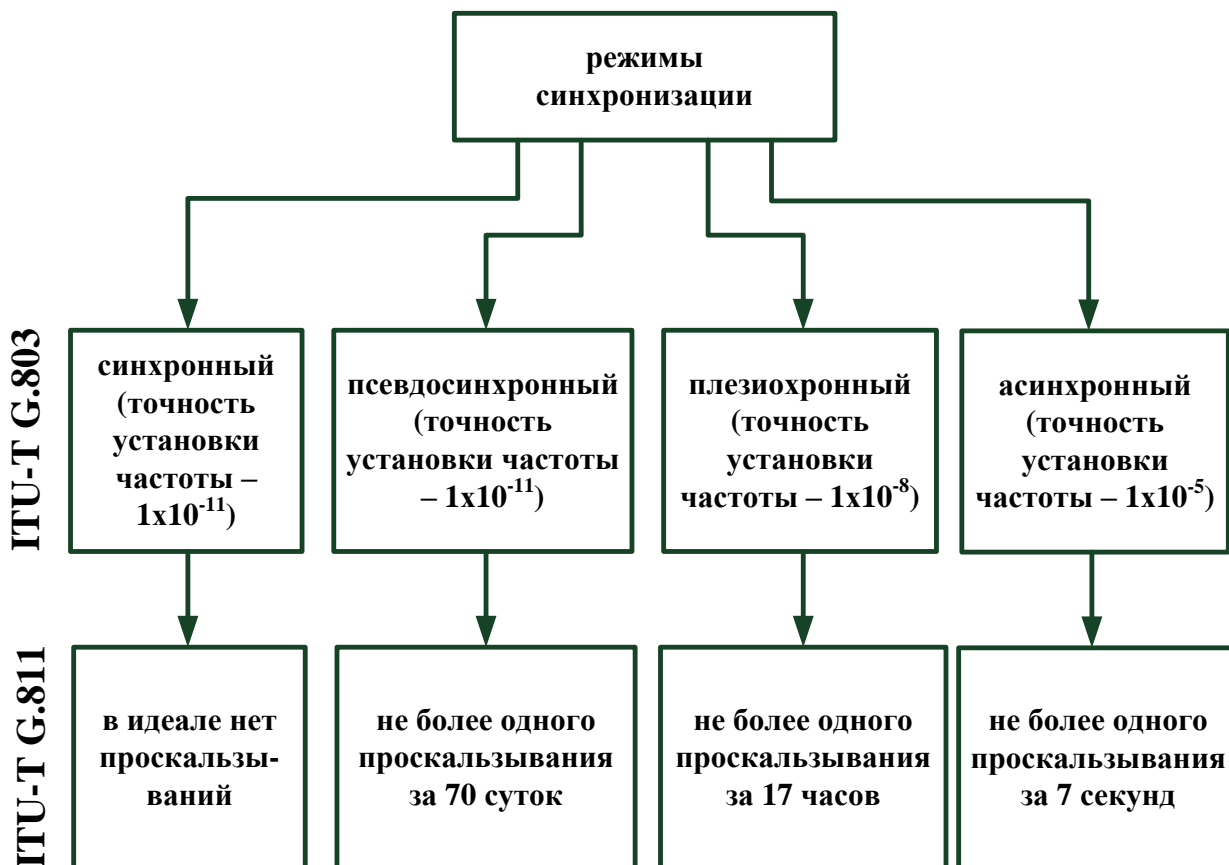 режимы
синхронизации
ITU-T G.803
синхронный
(точность
установки
частоты –
1x10⁻¹¹)
псевдосинхронный
(точность
установки частоты
– 1x10⁻¹¹)
плезиохронный
(точность
установки
частоты – 1x10⁻⁸)
асинхронный
(точность
установки
частоты – 1x10⁻⁵)
ITU-T G.811
в идеале нет
проскальзы-
ваний
не более одного
проскальзывания
за 70 суток
не более одного
проскальзывания
за 17 часов
не более одного
проскальзывания
за 7 секунд